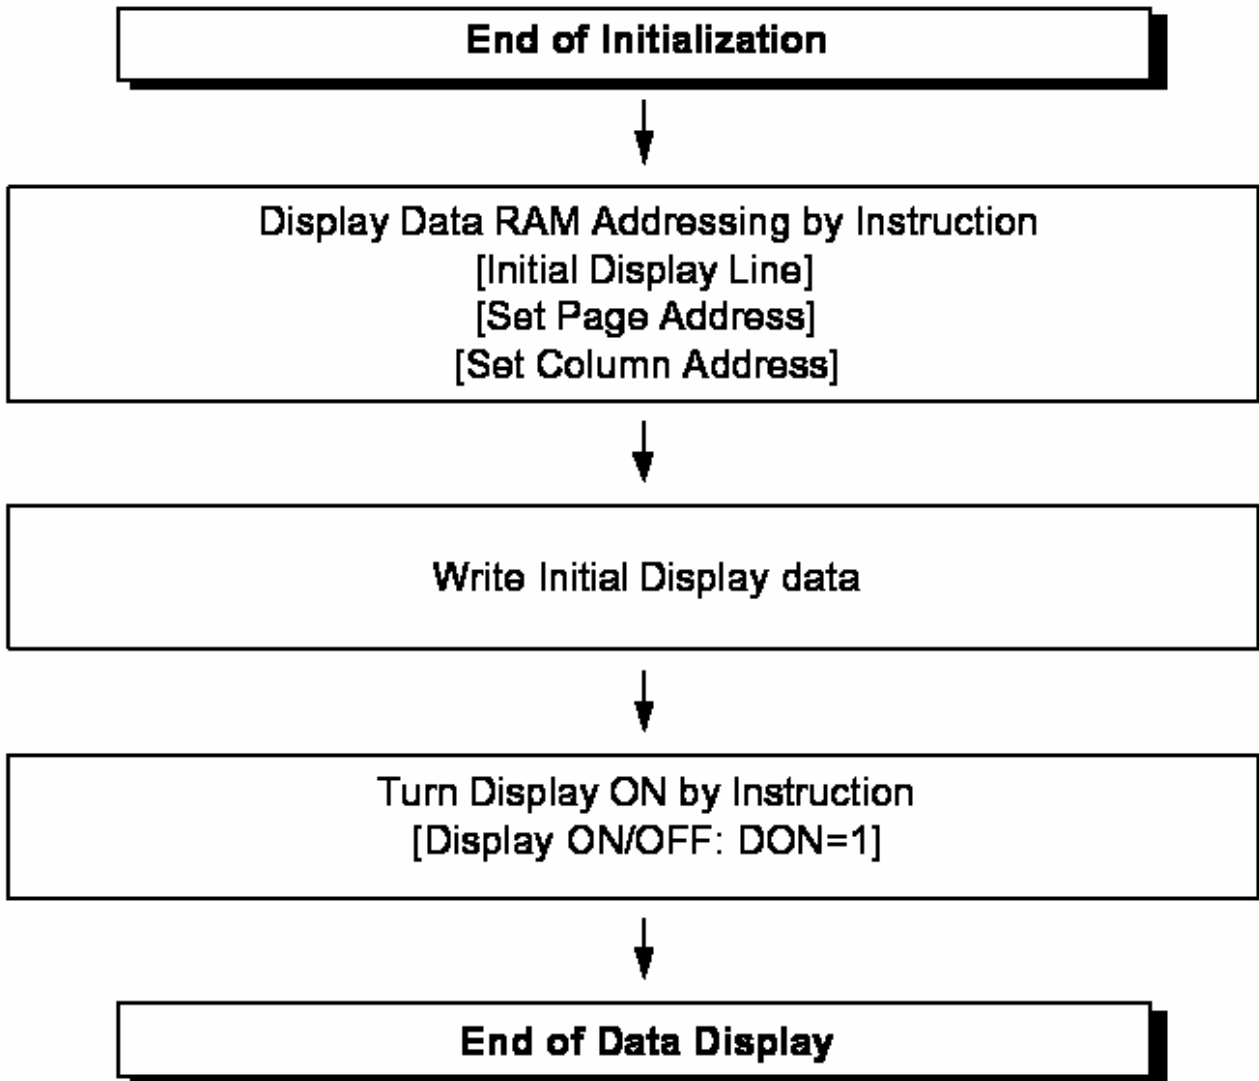 End of Initialization
Display Data RAM Addressing by Instruction
[Initial Display Line]
[Set Page Address]
[Set Column Address]
Write Initial Display data
Turn Display ON by Instruction
[Display ON/OFF: DON=1]
End of Data Display